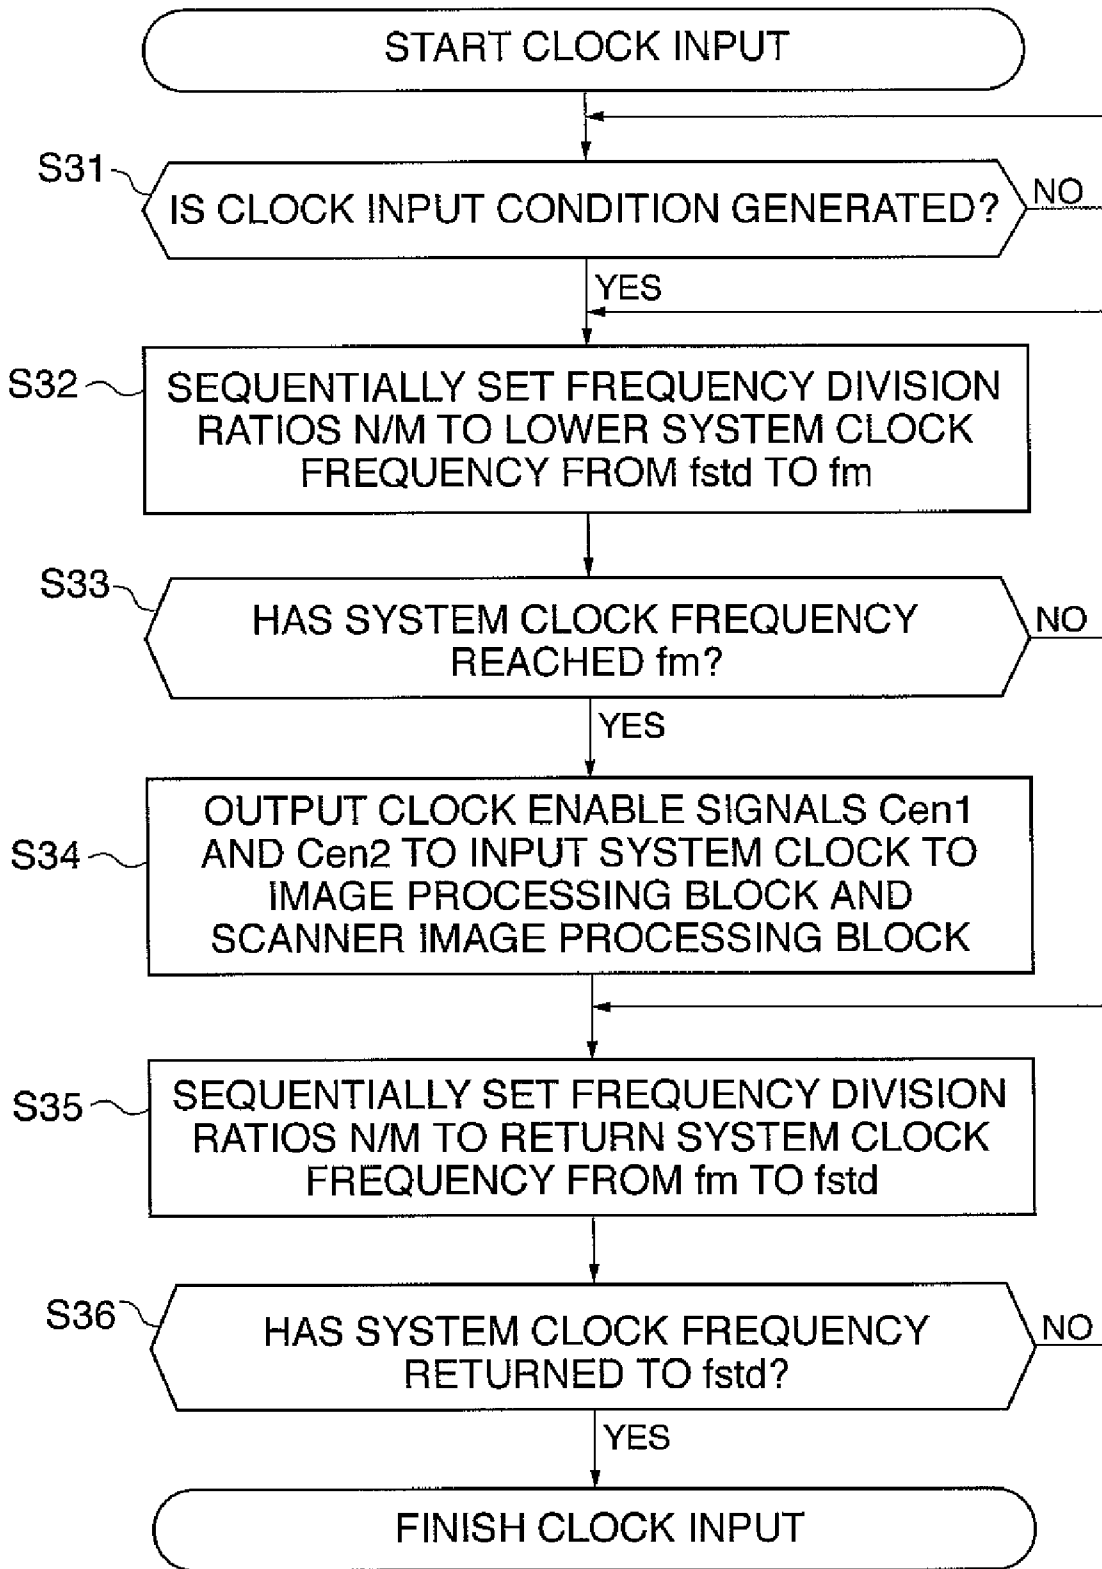 START CLOCK INPUT
S31
IS CLOCK INPUT CONDITION GENERATED?
NO
YES
S32
SEQUENTIALLY SET FREQUENCY DIVISION
RATIOS N/M TO LOWER SYSTEM CLOCK
FREQUENCY FROM fstd TO fm
S33
HAS SYSTEM CLOCK FREQUENCY
REACHED fm?
NO
YES
S34
OUTPUT CLOCK ENABLE SIGNALS Cen1
AND Cen2 TO INPUT SYSTEM CLOCK TO
IMAGE PROCESSING BLOCK AND
SCANNER IMAGE PROCESSING BLOCK
S35
SEQUENTIALLY SET FREQUENCY DIVISION
RATIOS N/M TO RETURN SYSTEM CLOCK
FREQUENCY FROM fm TO fstd
S36
HAS SYSTEM CLOCK FREQUENCY
RETURNED TO fstd?
NO
YES
FINISH CLOCK INPUT